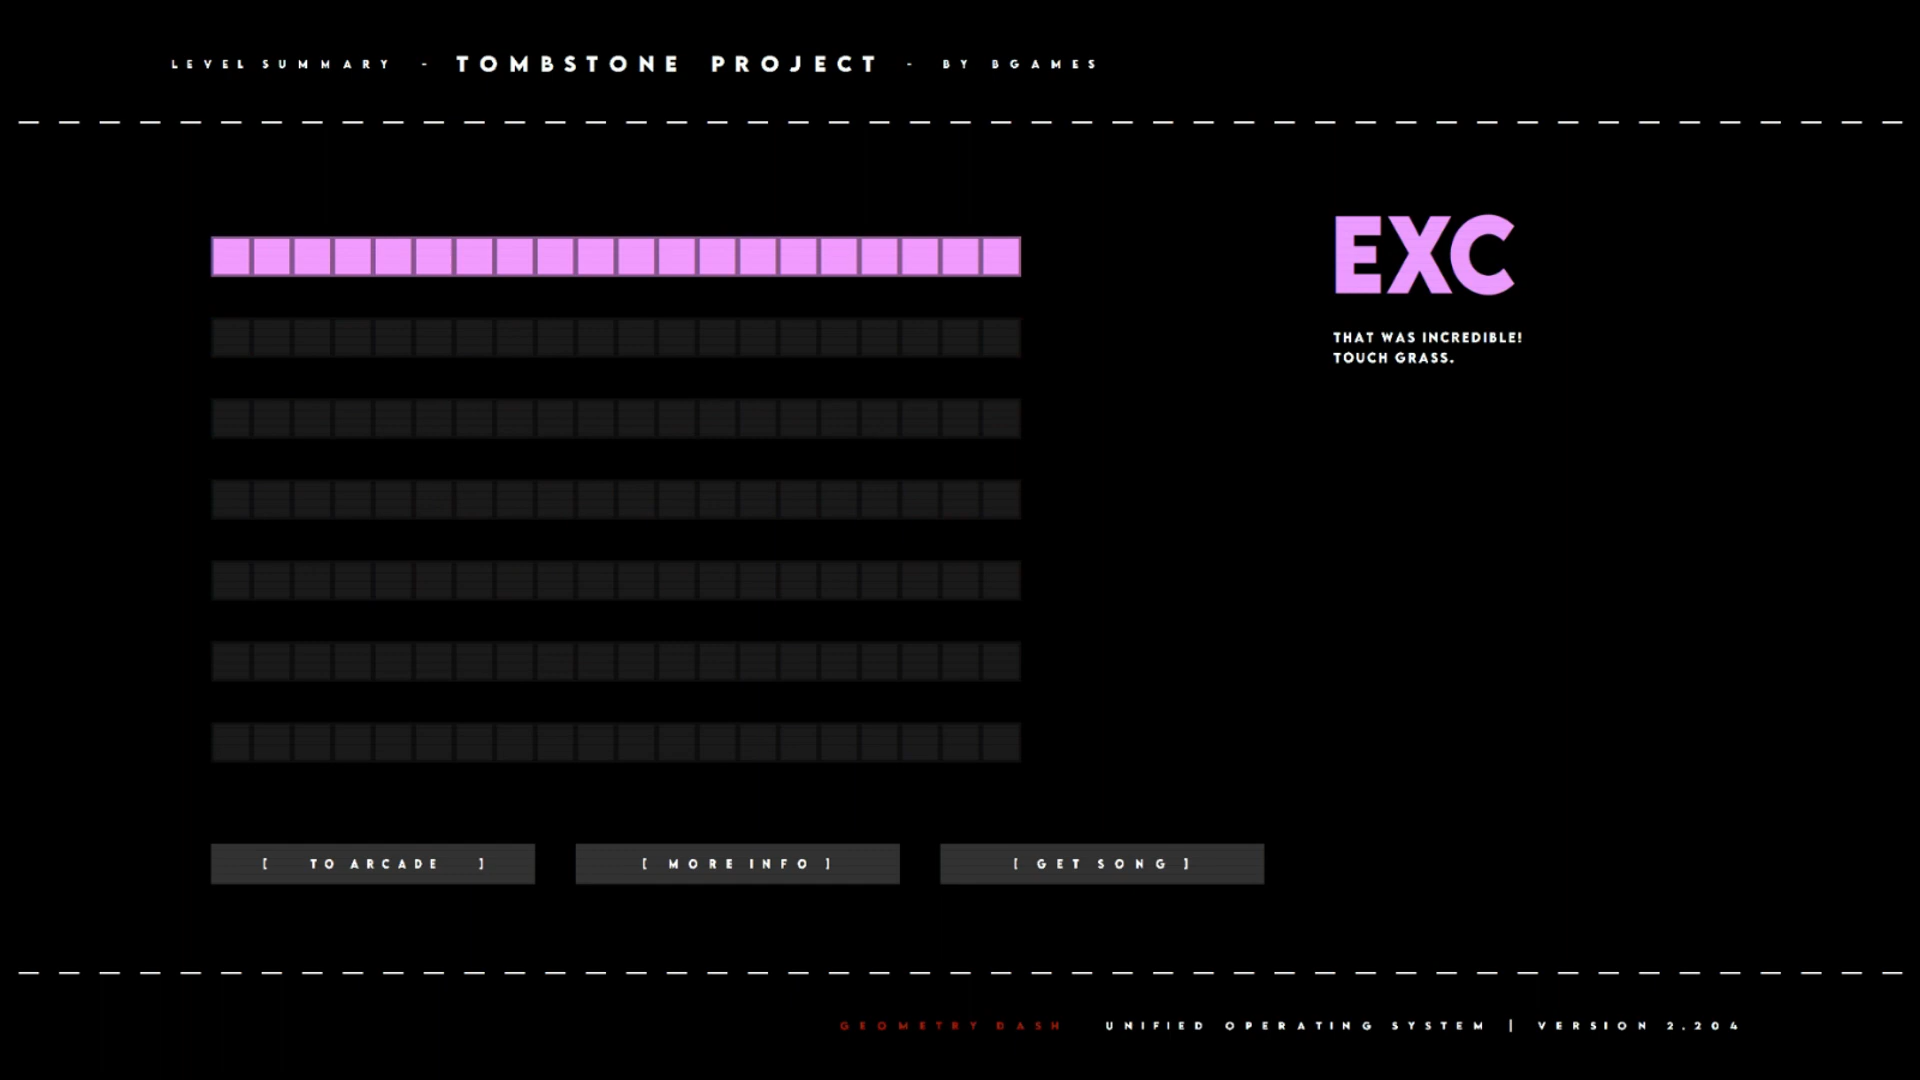 LEVEL SUMMARY - TOMBSTONE PROJECT - BY BGAMES
EXC
THAT WAS INCREDIBLE!
TOUCH GRASS.
[ TO ARCADE ] [ MORE INFO ] [ GET SONG ]
GEOMETRY DASH UNIFIED OPERATING SYSTEM | VERSION 2.204